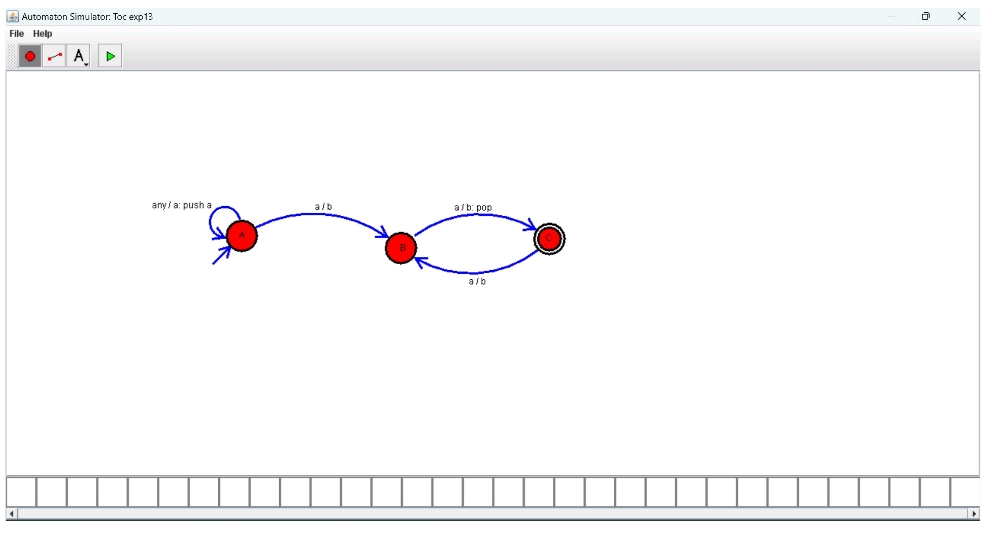 Automaton Simulator: Toc exp13
File Help
A
any / a: push a
a / b
a / b: pop
A
B
C
a / b